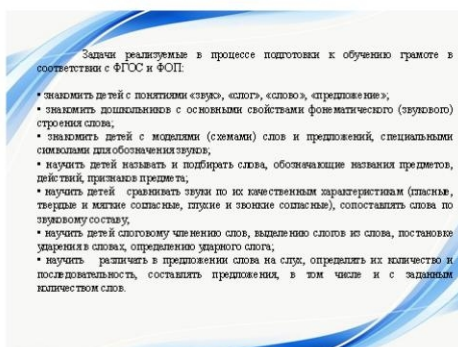 Задачи реализуемые в процессе подготовки к обучению грамоте в
соответствии с ФГОС и ФОП:
• знакомить детей с понятиями «звук», «слог», «слово», «предложение»;
• знакомить дошкольников с основными свойствами фонематического (звукового)
строения слова;
• знакомить детей с моделями (схемами) слов и предложений, специальными
символами для обозначения звуков;
• научить детей называть и подбирать слова, обозначающие названия предметов,
действий, признаков предмета;
• научить детей сравнивать звуки по их качественным характеристикам (гласные,
твердые и мягкие согласные, глухие и звонкие согласные), сопоставлять слова по
звуковому составу;
• научить детей слоговому членению слов, выделению слогов из слова, постановке
ударения в словах, определению ударного слога;
• научить различать в предложении слова на слух, определять их количество и
последовательность, составлять предложения, в том числе и с заданным
количеством слов.